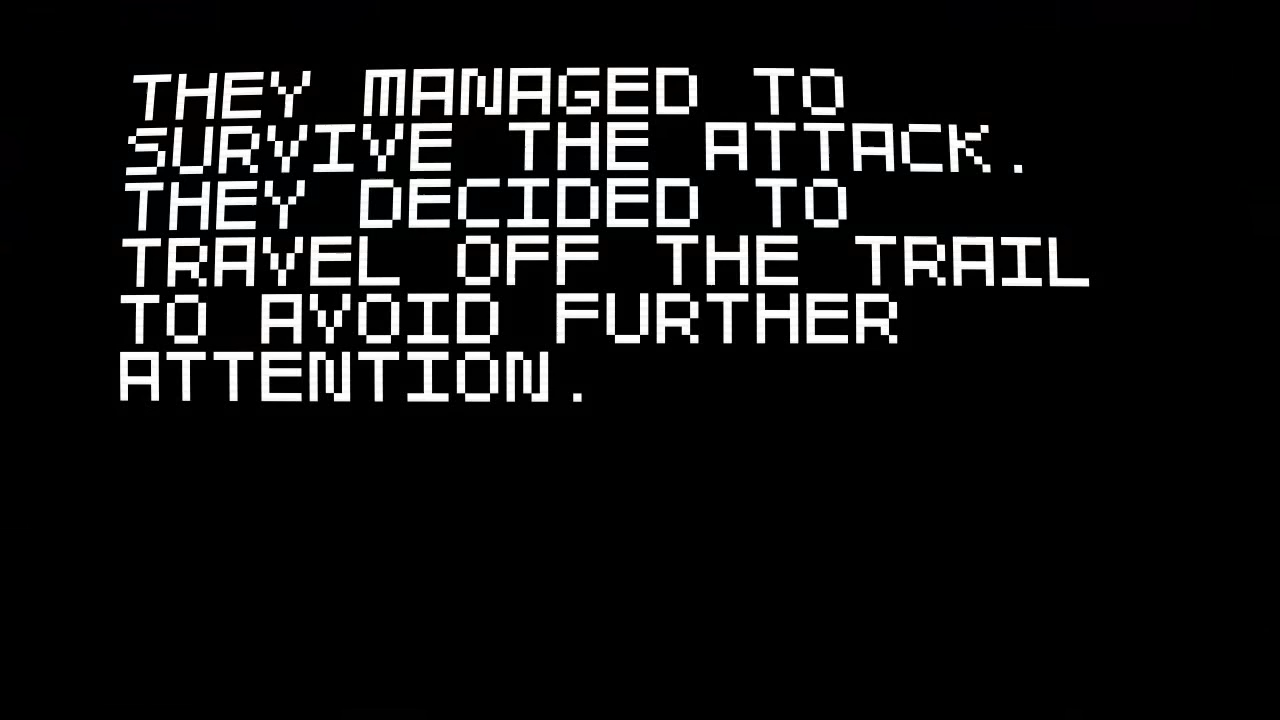 THEY MANAGED TO
SURVIVE THE ATTACK.
THEY DECIDED TO
TRAVEL OFF THE TRAIL
TO AVOID FURTHER
ATTENTION.